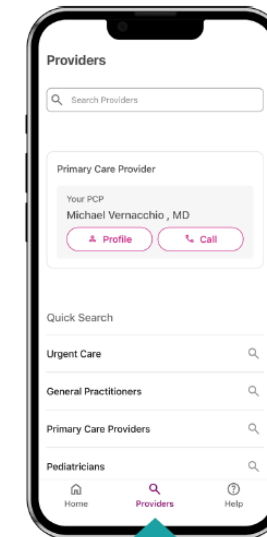 Providers
Search Providers
Primary Care Provider
Your PCP
Michael Vernacchio , MD
Profile Call
Quick Search
Urgent Care
General Practitioners
Primary Care Providers
Pediatricians
Home Providers Help